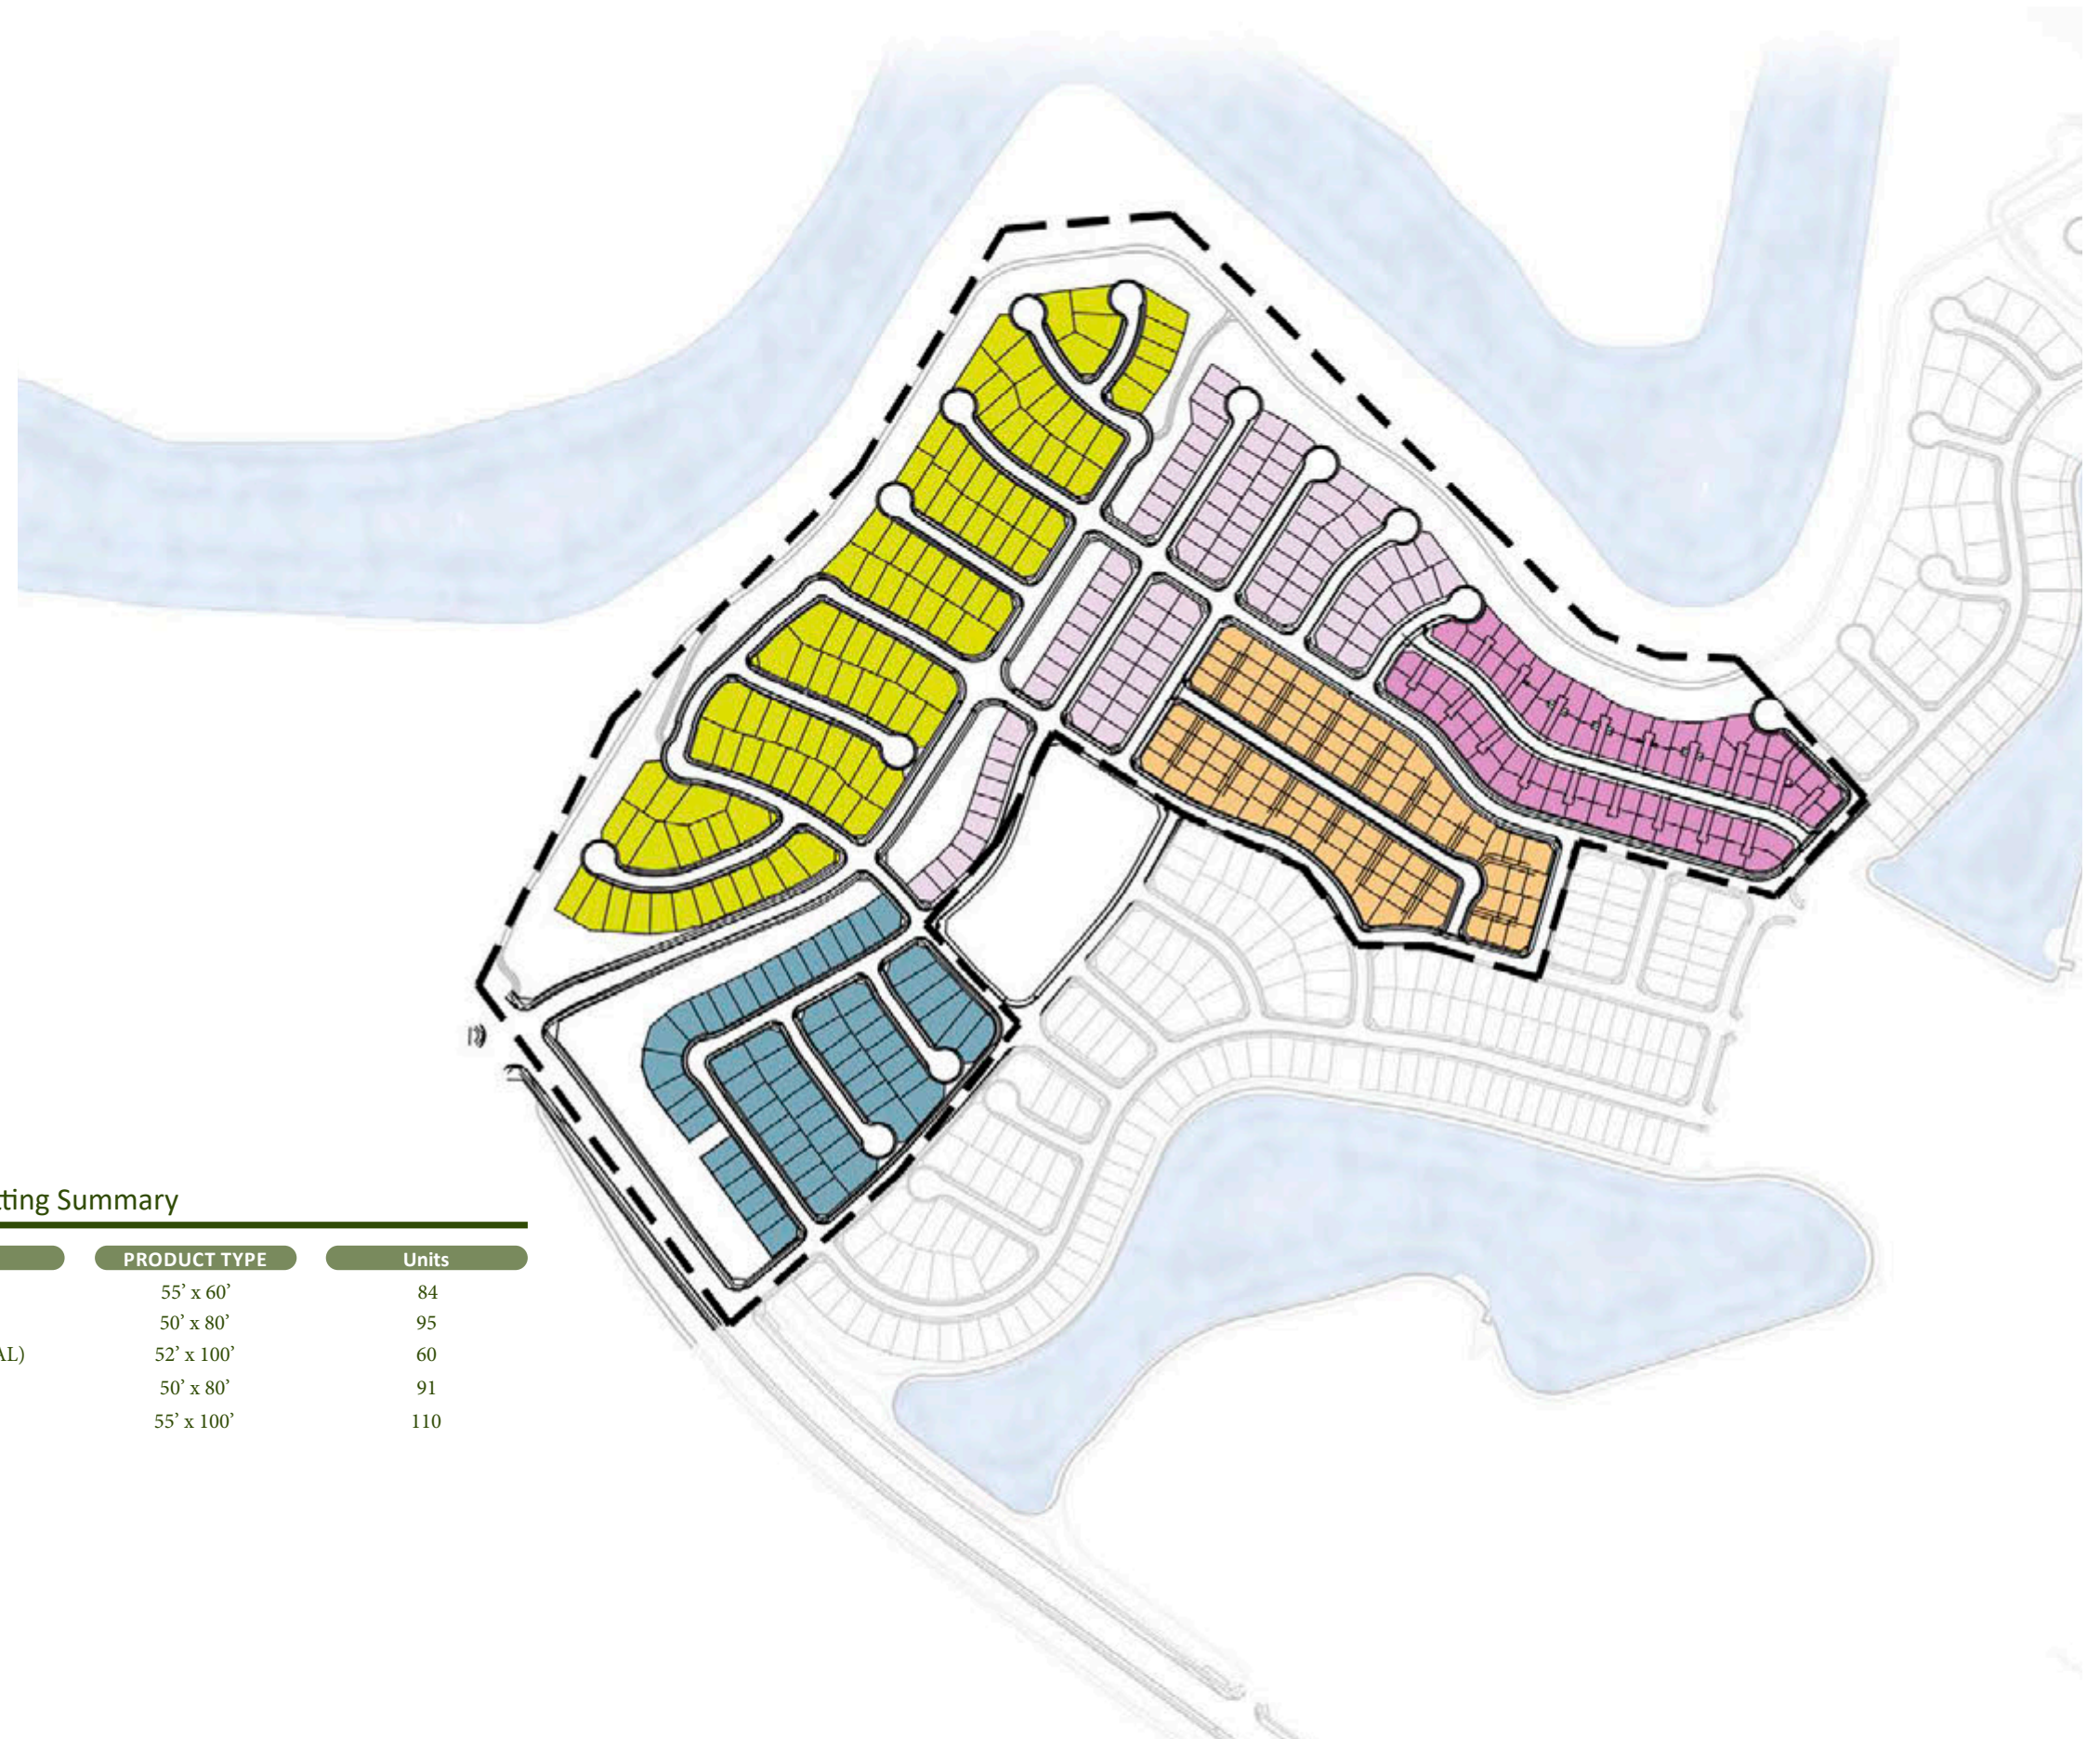 tting Summary
PRODUCT TYPE Units
55’ x 60’ 84
50’ x 80’ 95
AL) 52’ x 100’ 60
50’ x 80’ 91
55’ x 100’ 110